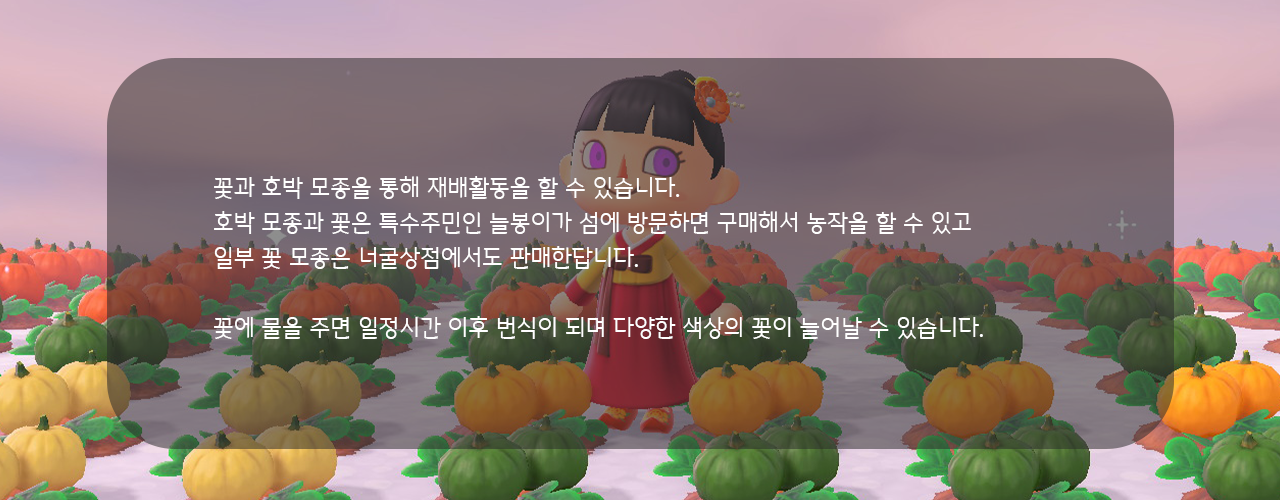 꽃과 호박 모종을 통해 재배활동을 할 수 있습니다.
호박 모종과 꽃은 특수주민인 늘봉이가 섬에 방문하면 구매해서 농작을 할 수 있고
일부 꽃 모종은 너굴상점에서도 판매한답니다.
꽃에 물을 주면 일정시간 이후 번식이 되며 다양한 색상의 꽃이 늘어날 수 있습니다.